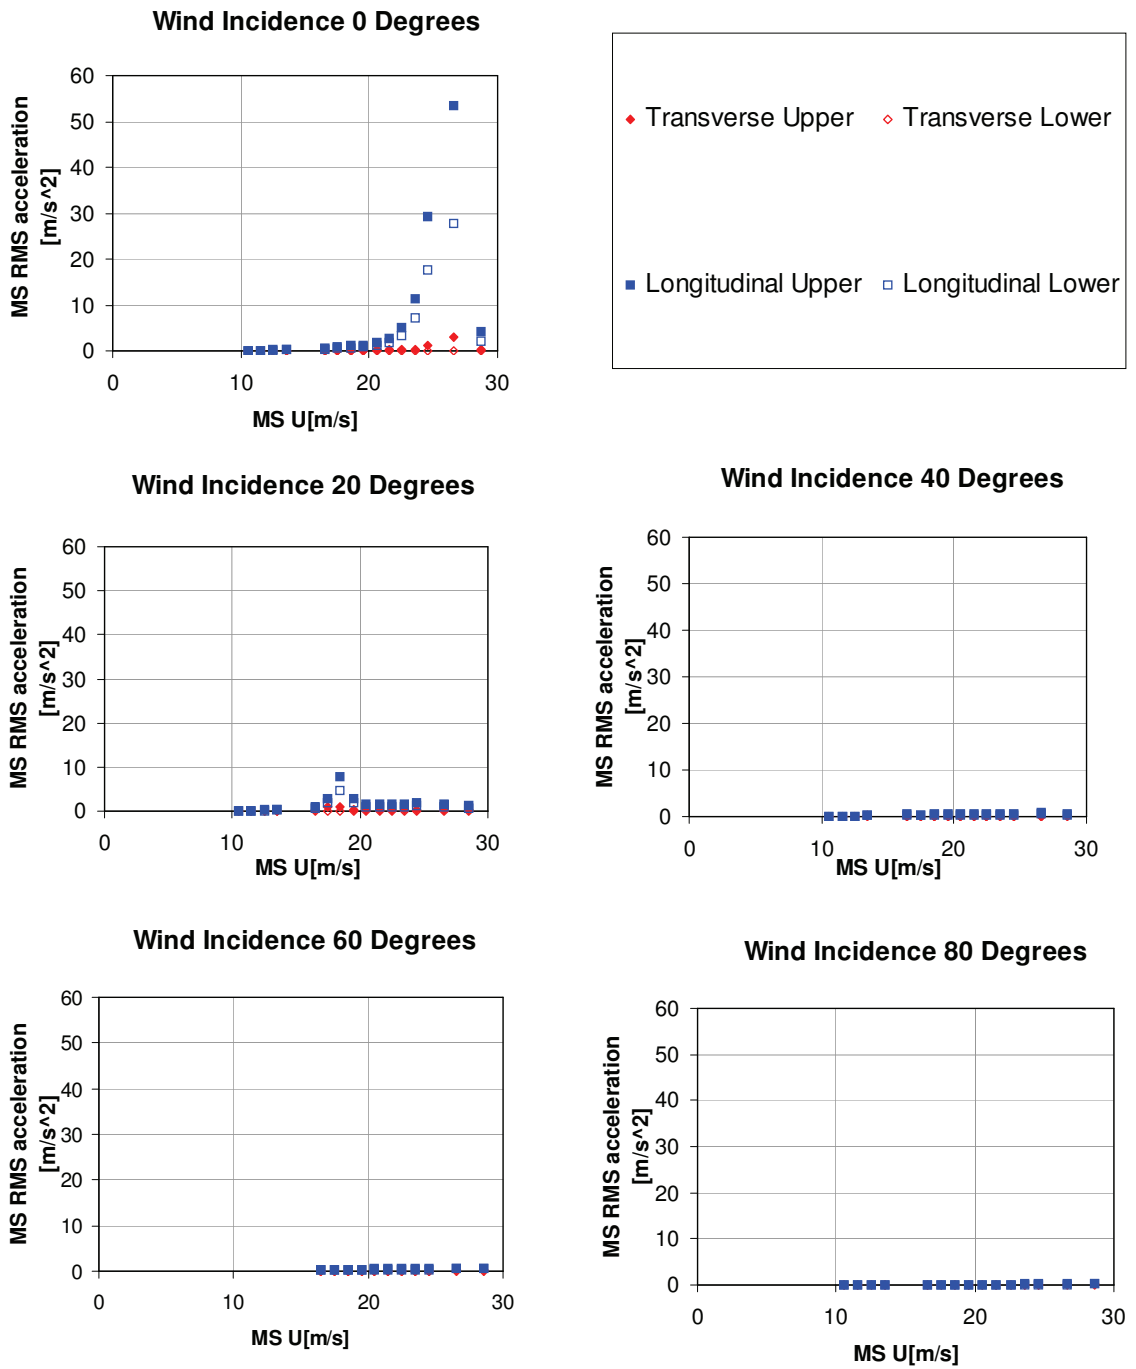 Wind Incidence 0 Degrees
MS RMS acceleration
[m/s^2]
60
50
40
30
20
10
0
0 10 20 30
MS U[m/s]
Transverse Upper Transverse Lower
Longitudinal Upper Longitudinal Lower
Wind Incidence 20 Degrees
MS RMS acceleration
[m/s^2]
60
50
40
30
20
10
0
0 10 20 30
MS U[m/s]
Wind Incidence 40 Degrees
MS RMS acceleration
[m/s^2]
60
50
40
30
20
10
0
0 10 20 30
MS U[m/s]
Wind Incidence 60 Degrees
MS RMS acceleration
[m/s^2]
60
50
40
30
20
10
0
0 10 20 30
MS U[m/s]
Wind Incidence 80 Degrees
MS RMS acceleration
[m/s^2]
60
50
40
30
20
10
0
0 10 20 30
MS U[m/s]